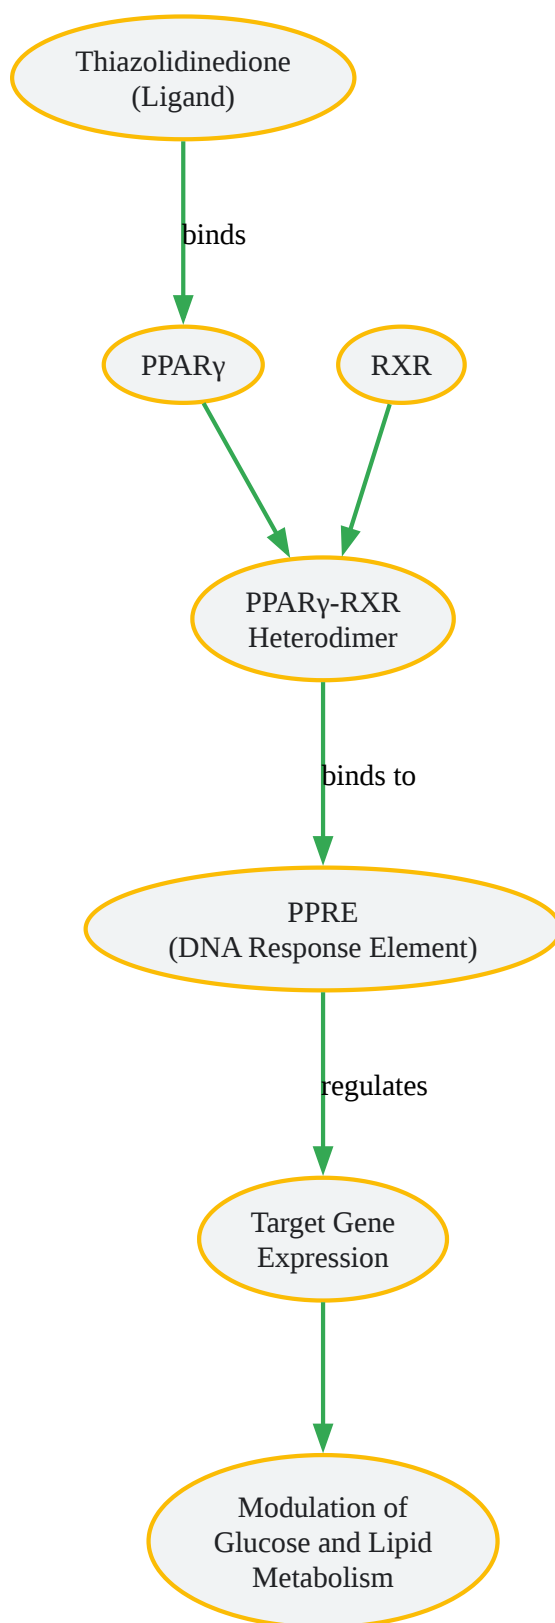 Thiazolidinedione
(Ligand)
binds
PPARγ
RXR
PPARγ-RXR
Heterodimer
binds to
PPRE
(DNA Response Element)
regulates
Target Gene
Expression
Modulation of
Glucose and Lipid
Metabolism